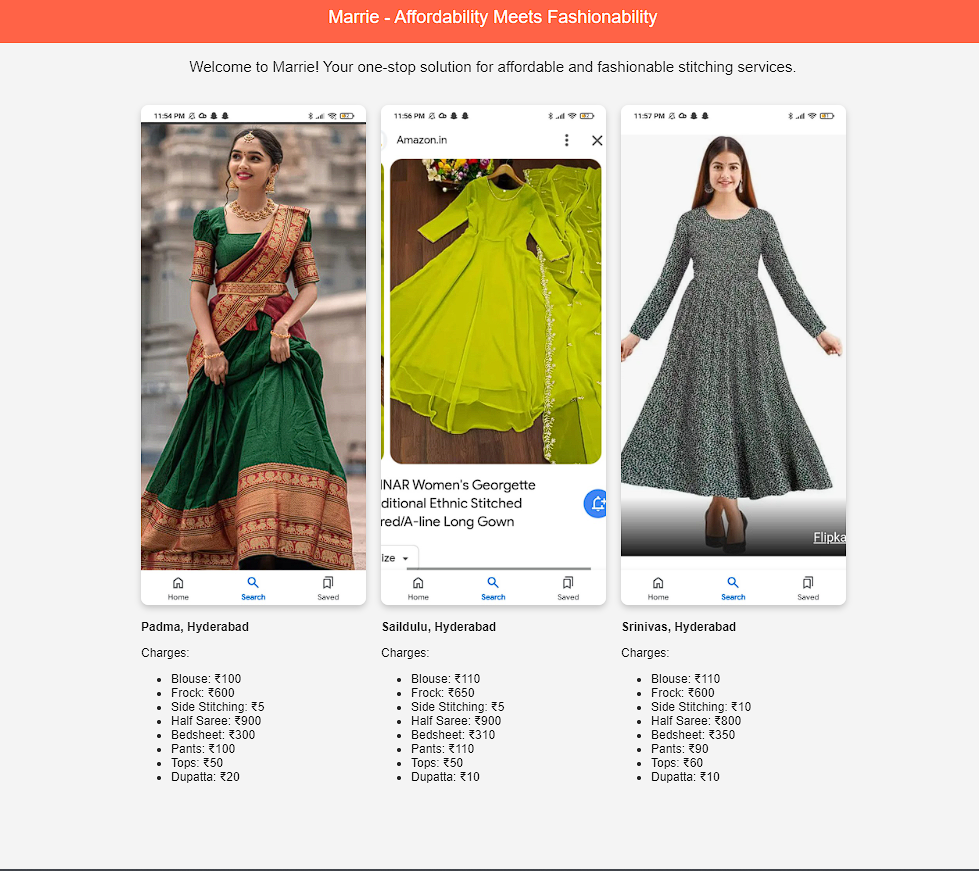 Marrie - Affordability Meets Fashionability
Welcome to Marrie! Your one-stop solution for affordable and fashionable stitching services.
11:54 PM
Home
Search
Saved
11:56 PM
Amazon.in
INAR Women's Georgette
ditional Ethnic Stitched
red/A-line Long Gown
ize
Home
Search
Saved
11:57 PM
Flipka
Home
Search
Saved
Padma, Hyderabad
Charges:
• Blouse: ₹100
• Frock: ₹600
• Side Stitching: ₹5
• Half Saree: ₹900
• Bedsheet: ₹300
• Pants: ₹100
• Tops: ₹50
• Dupatta: ₹20
Saildulu, Hyderabad
Charges:
• Blouse: ₹110
• Frock: ₹650
• Side Stitching: ₹5
• Half Saree: ₹900
• Bedsheet: ₹310
• Pants: ₹110
• Tops: ₹50
• Dupatta: ₹10
Srinivas, Hyderabad
Charges:
• Blouse: ₹110
• Frock: ₹600
• Side Stitching: ₹10
• Half Saree: ₹800
• Bedsheet: ₹350
• Pants: ₹90
• Tops: ₹60
• Dupatta: ₹10